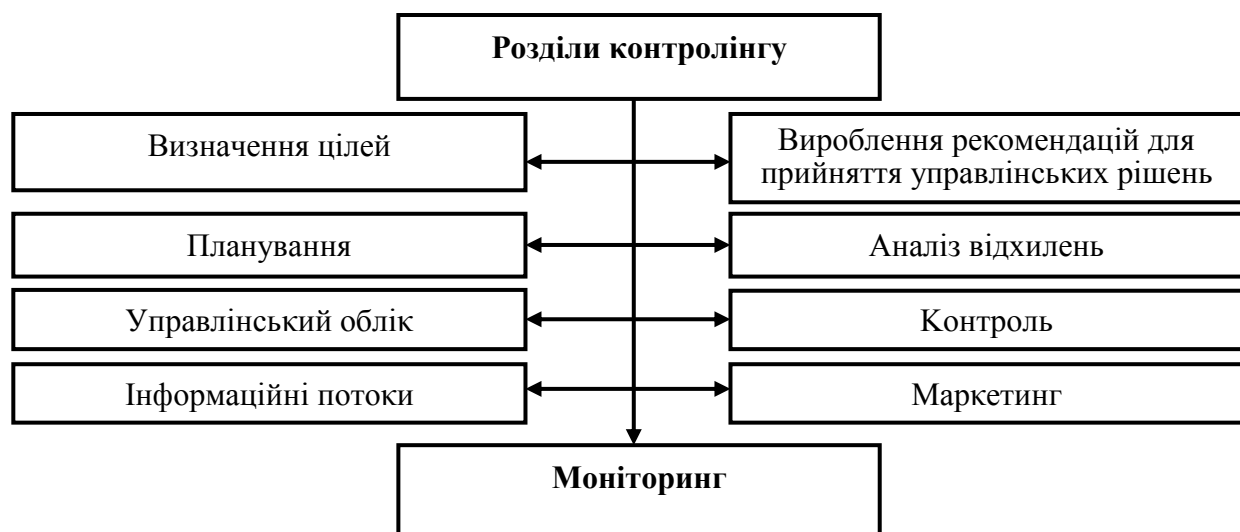 Розділи контролінгу
Визначення цілей
Вироблення рекомендацій для
прийняття управлінських рішень
Планування
Аналіз відхилень
Управлінський облік
Контроль
Інформаційні потоки
Маркетинг
Моніторинг